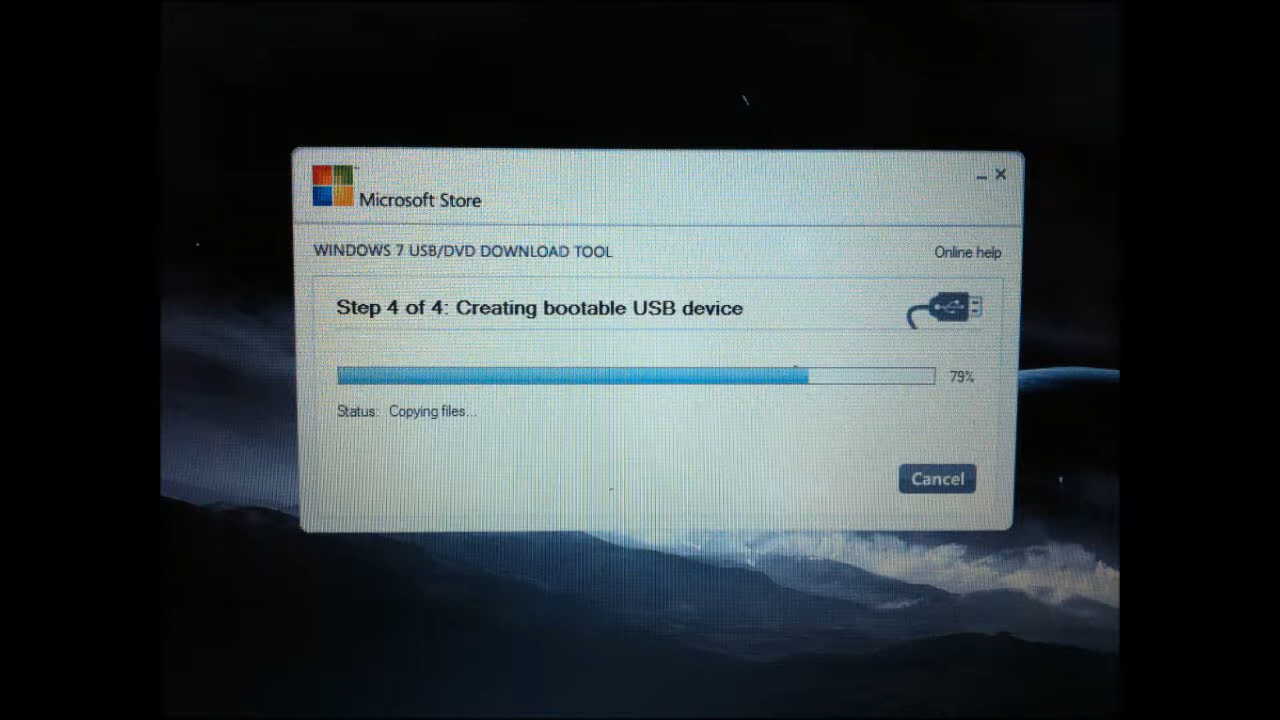 Microsoft Store
WINDOWS 7 USB/DVD DOWNLOAD TOOL
Online help
Step 4 of 4: Creating bootable USB device
79%
Status: Copying files...
Cancel